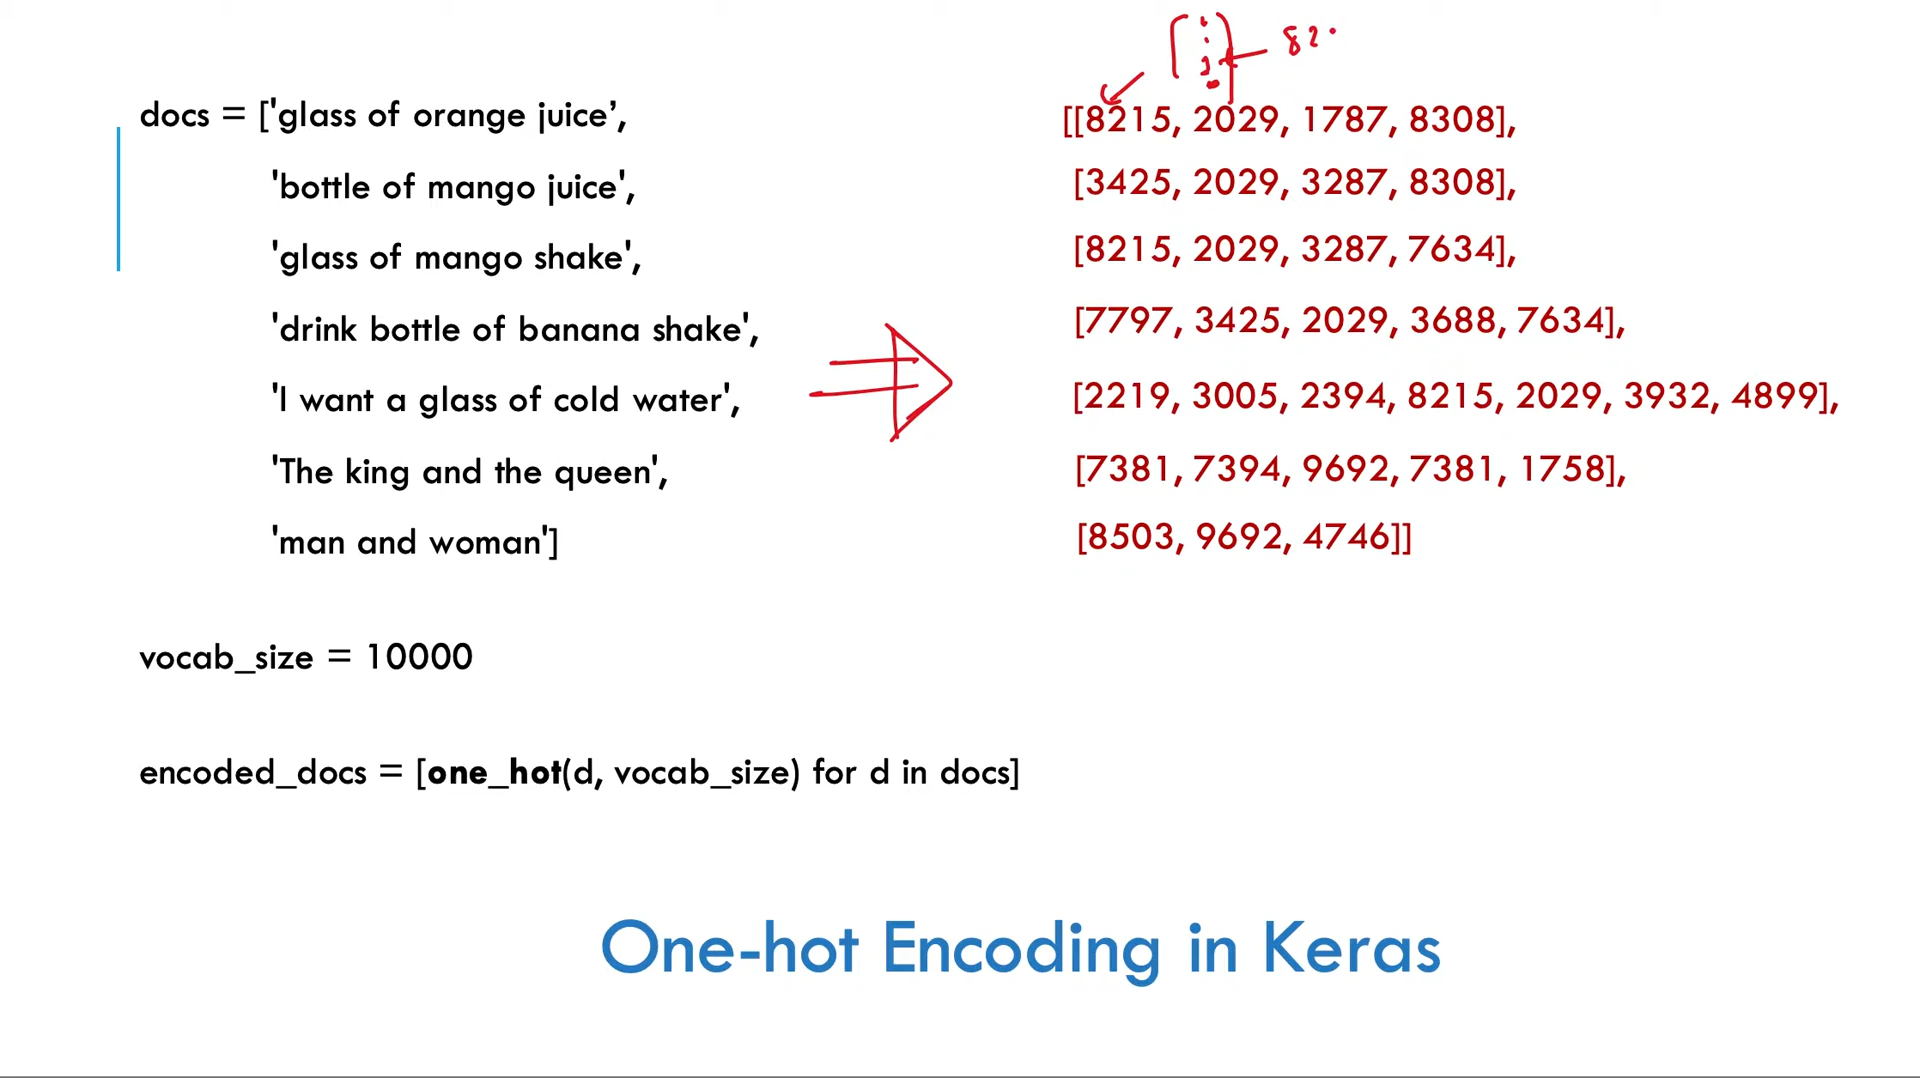 docs = ['glass of orange juice’,
'bottle of mango juice',
'glass of mango shake',
'drink bottle of banana shake',
'I want a glass of cold water',
'The king and the queen',
'man and woman']
[[8215, 2029, 1787, 8308],
[3425, 2029, 3287, 8308],
[8215, 2029, 3287, 7634],
[7797, 3425, 2029, 3688, 7634],
[2219, 3005, 2394, 8215, 2029, 3932, 4899],
[7381, 7394, 9692, 7381, 1758],
[8503, 9692, 4746]]
vocab_size = 10000
encoded_docs = [one_hot(d, vocab_size) for d in docs]
One-hot Encoding in Keras